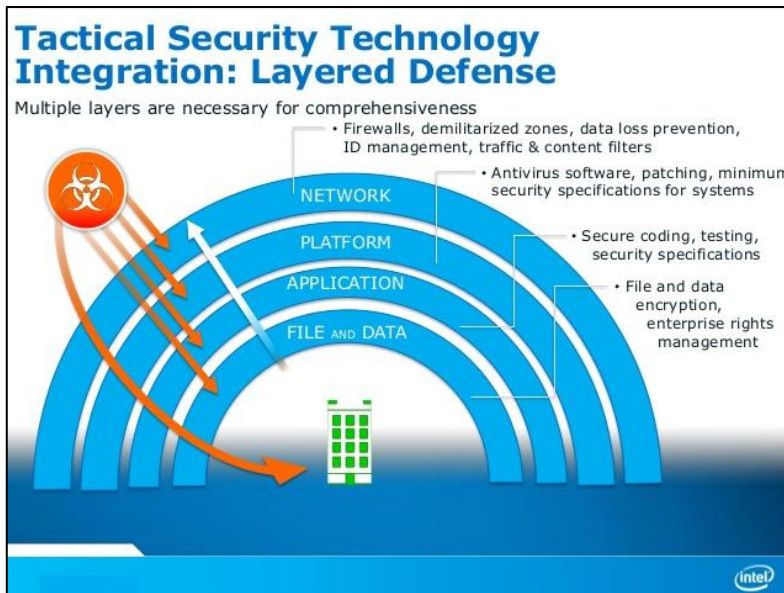 Tactical Security Technology
Integration: Layered Defense
Multiple layers are necessary for comprehensiveness
• Firewalls, demilitarized zones, data loss prevention,
ID management, traffic & content filters
• Antivirus software, patching, minimum
security specifications for systems
• Secure coding, testing,
security specifications
• File and data
encryption,
enterprise rights
management
NETWORK
PLATFORM
APPLICATION
FILE AND DATA
intel